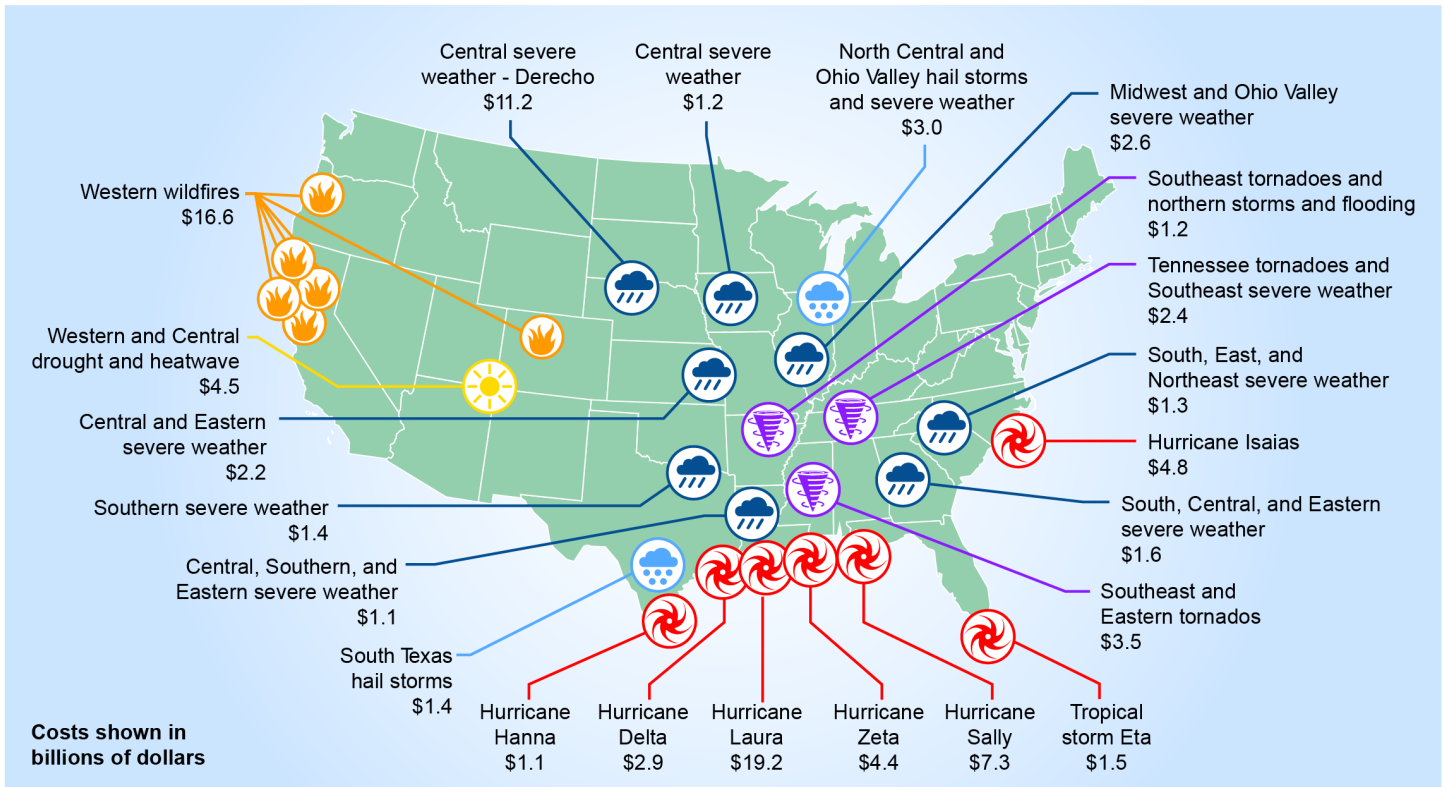 Central severe
weather - Derecho
$11.2
Central severe
weather
$1.2
North Central and
Ohio Valley hail storms
and severe weather
$3.0
Midwest and Ohio Valley
severe weather
$2.6
Southeast tornadoes and
northern storms and flooding
$1.2
Tennessee tornadoes and
Southeast severe weather
$2.4
South, East, and
Northeast severe weather
$1.3
Hurricane Isaias
$4.8
South, Central, and Eastern
severe weather
$1.6
Southeast and
Eastern tornados
$3.5
Western wildfires
$16.6
Western and Central
drought and heatwave
$4.5
Central and Eastern
severe weather
$2.2
Southern severe weather
$1.4
Central, Southern, and
Eastern severe weather
$1.1
South Texas
hail storms
$1.4
Hurricane
Hanna
$1.1
Hurricane
Delta
$2.9
Hurricane
Laura
$19.2
Hurricane
Zeta
$4.4
Hurricane
Sally
$7.3
Tropical
storm Eta
$1.5
Costs shown in
billions of dollars